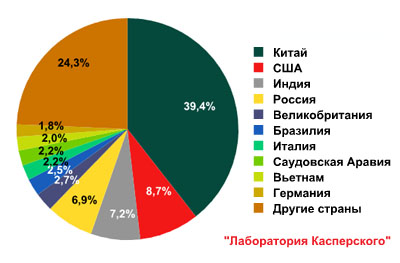 24,3%
39,4%
1,8%
2,0%
2,2%
2,2%
2,5%
2,7%
6,9%
7,2%
8,7%
Китай
США
Индия
Россия
Великобритания
Бразилия
Италия
Саудовская Аравия
Вьетнам
Германия
Другие страны
"Лаборатория Касперского"